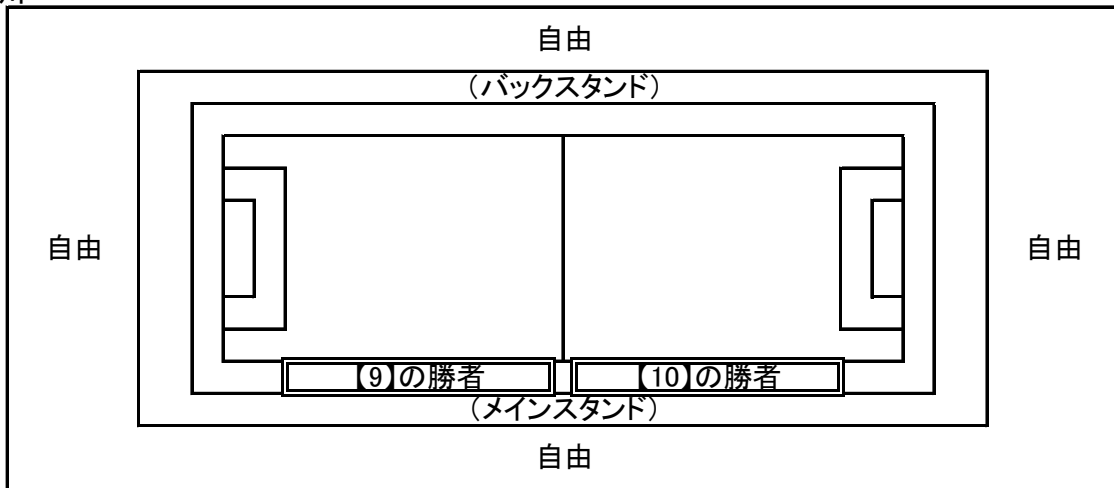 自由
（バックスタンド）
自由
自由
【9】の勝者
【10】の勝者
（メインスタンド）
自由